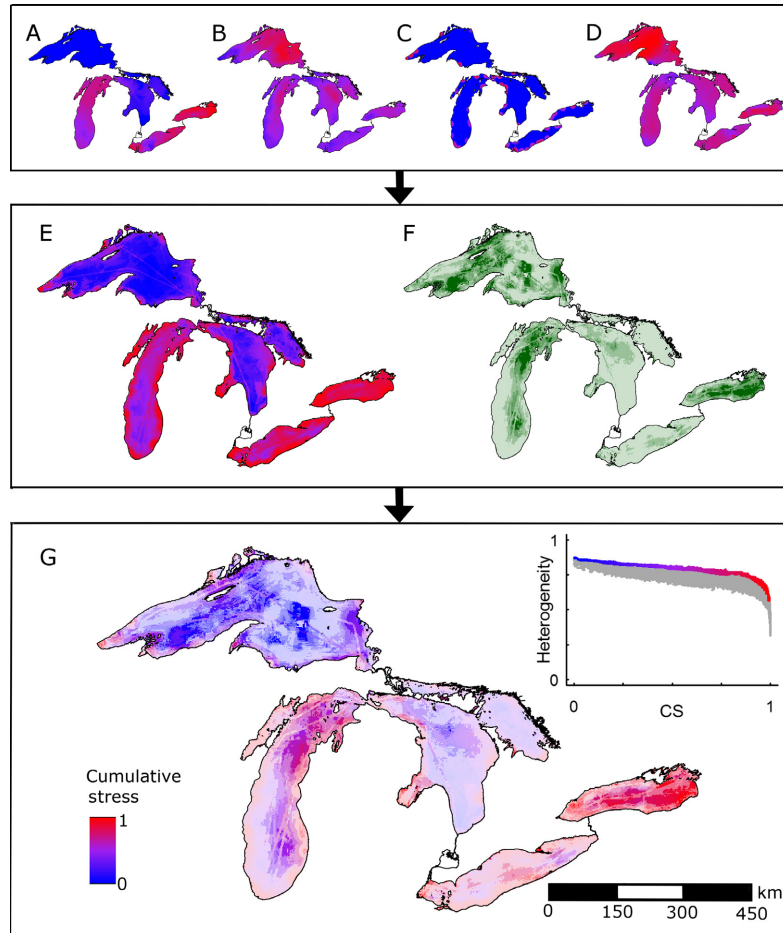 A B C D
E F
G
1
Heterogeneity
0
0 CS 1
Cumulative
stress
1
0
km
0 150 300 450